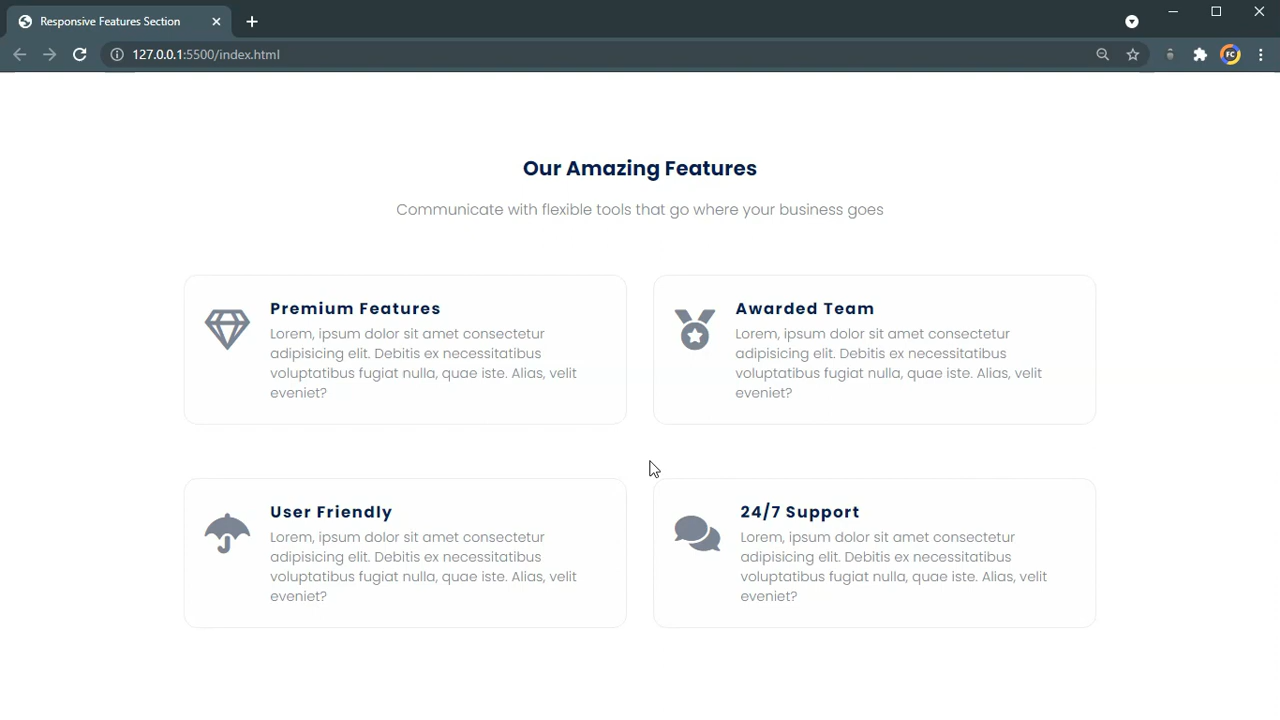 Responsive Features Section
127.0.0.1:5500/index.html
FC
Our Amazing Features
Communicate with flexible tools that go where your business goes
Premium Features
Lorem, ipsum dolor sit amet consectetur
adipisicing elit. Debitis ex necessitatibus
voluptatibus fugiat nulla, quae iste. Alias, velit
eveniet?
Awarded Team
Lorem, ipsum dolor sit amet consectetur
adipisicing elit. Debitis ex necessitatibus
voluptatibus fugiat nulla, quae iste. Alias, velit
eveniet?
User Friendly
Lorem, ipsum dolor sit amet consectetur
adipisicing elit. Debitis ex necessitatibus
voluptatibus fugiat nulla, quae iste. Alias, velit
eveniet?
24/7 Support
Lorem, ipsum dolor sit amet consectetur
adipisicing elit. Debitis ex necessitatibus
voluptatibus fugiat nulla, quae iste. Alias, velit
eveniet?